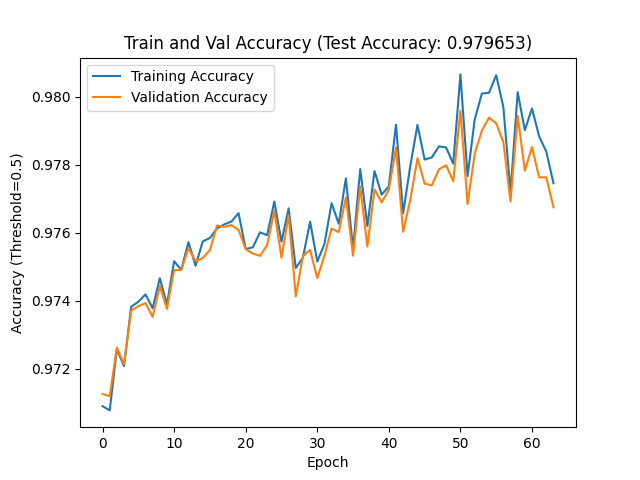 Train and Val Accuracy (Test Accuracy: 0.979653)
Training Accuracy
Validation Accuracy
Accuracy (Threshold=0.5)
0.980
0.978
0.976
0.974
0.972
0 10 20 30 40 50 60
Epoch